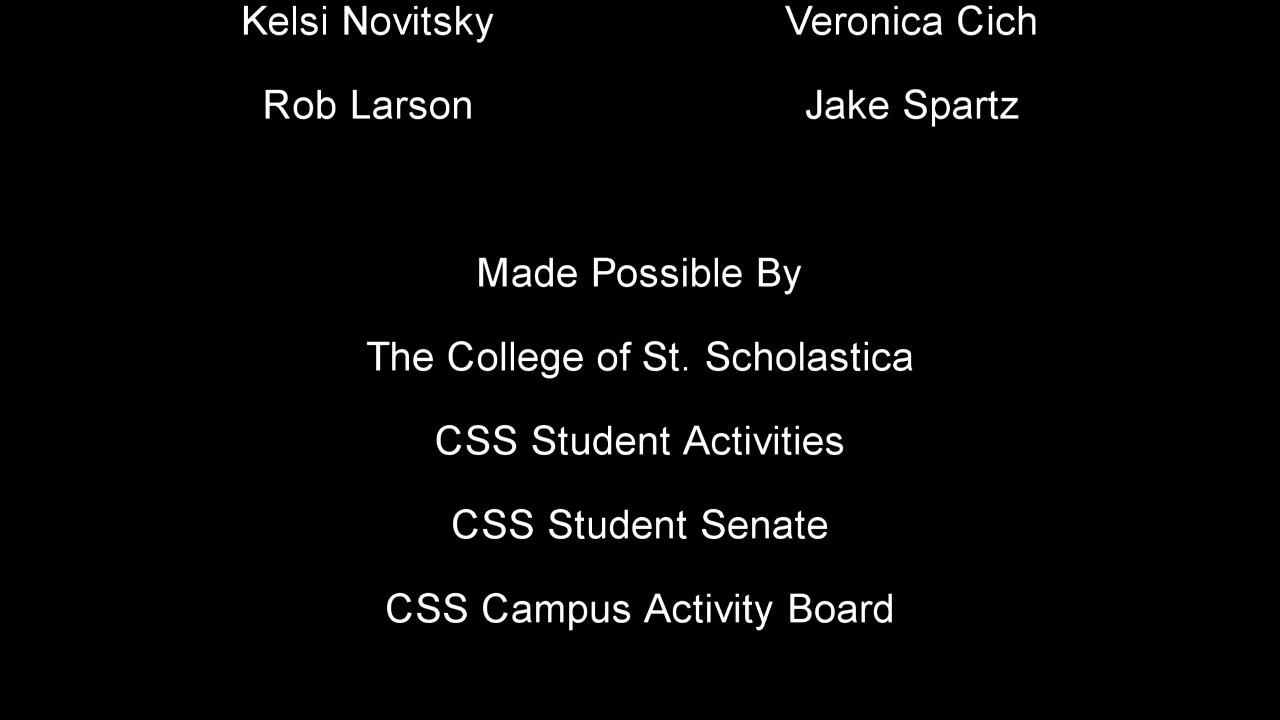 Kelsi Novitsky Veronica Cich
Rob Larson Jake Spartz
Made Possible By
The College of St. Scholastica
CSS Student Activities
CSS Student Senate
CSS Campus Activity Board